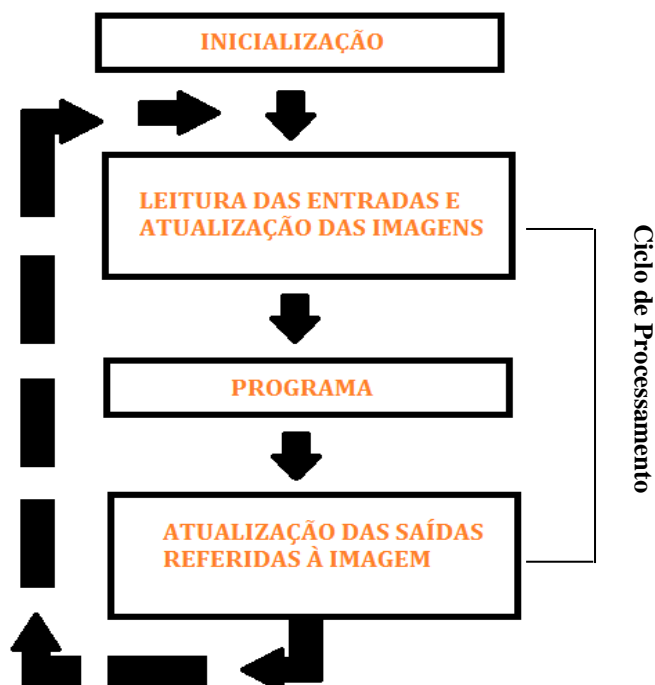 INICIALIZAÇÃO
LEITURA DAS ENTRADAS E
ATUALIZAÇÃO DAS IMAGENS
PROGRAMA
ATUALIZAÇÃO DAS SAÍDAS
REFERIDAS À IMAGEM
Ciclo de Processamento